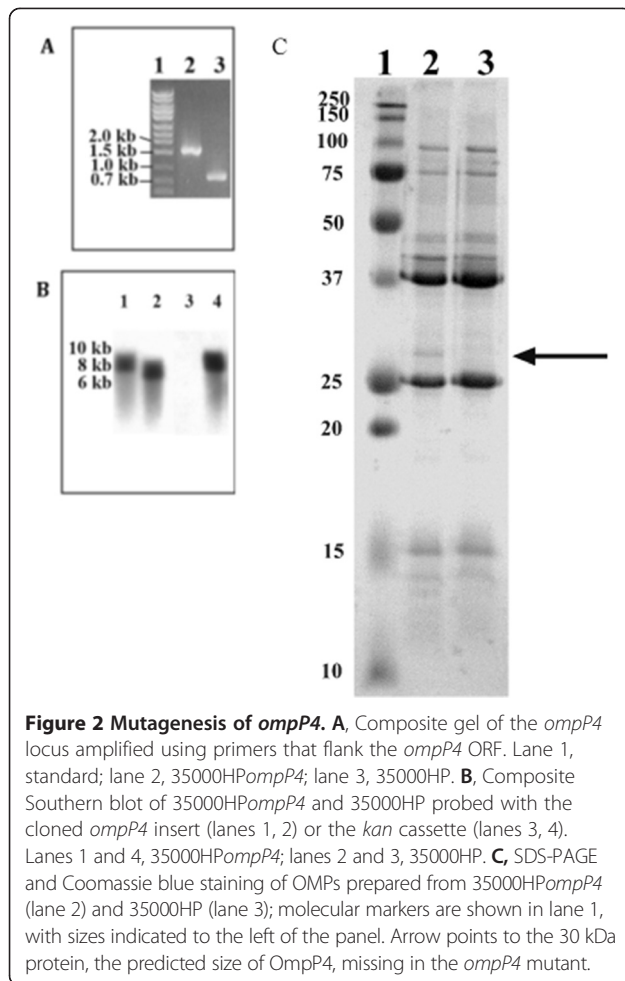 A
1 2 3
2.0 kb
1.5 kb
1.0 kb
0.7 kb
B
1 2 3 4
10 kb
8 kb
6 kb
C
1 2 3
250
150
100
75
50
37
25
20
15
10
Figure 2 Mutagenesis of ompP4. A, Composite gel of the ompP4
locus amplified using primers that flank the ompP4 ORF. Lane 1,
standard; lane 2, 35000HPompP4; lane 3, 35000HP. B, Composite
Southern blot of 35000HPompP4 and 35000HP probed with the
cloned ompP4 insert (lanes 1, 2) or the kan cassette (lanes 3, 4).
Lanes 1 and 4, 35000HPompP4; lanes 2 and 3, 35000HP. C, SDS-PAGE
and Coomassie blue staining of OMPs prepared from 35000HPompP4
(lane 2) and 35000HP (lane 3); molecular markers are shown in lane 1,
with sizes indicated to the left of the panel. Arrow points to the 30 kDa
protein, the predicted size of OmpP4, missing in the ompP4 mutant.